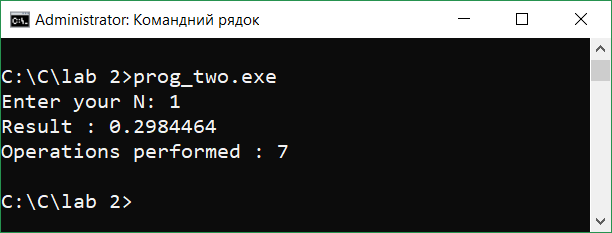 Administrator: Командний рядок
C:\C\lab 2>prog_two.exe
Enter your N: 1
Result : 0.2984464
Operations performed : 7
C:\C\lab 2>